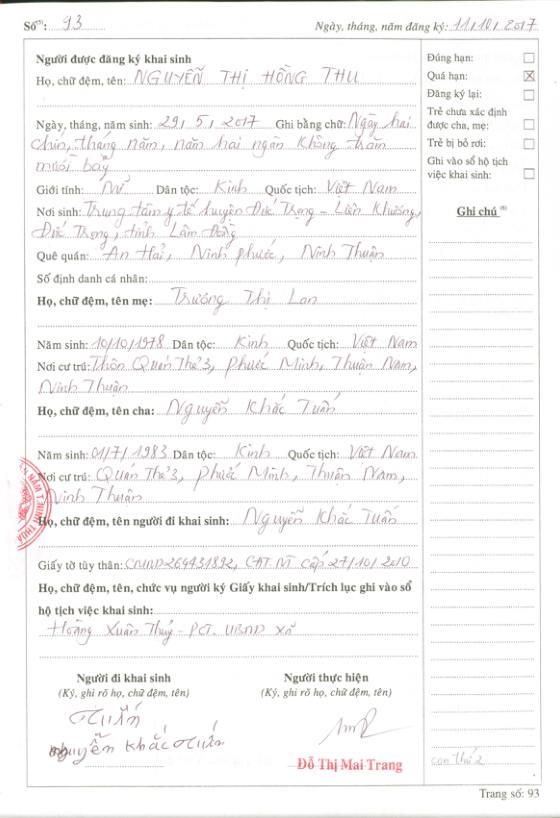 Số⁽⁵⁾: 93 Ngày, tháng, năm đăng ký: 11/10/2017
Người được đăng ký khai sinh
Họ, chữ đệm, tên: NGUYỄN THỊ HỒNG THU
Ngày, tháng, năm sinh: 29/5/2017 Ghi bằng chữ: Ngày hai
chín, tháng năm, năm hai ngàn không trăm
mười bảy
Giới tính: Nữ Dân tộc: Kinh Quốc tịch: Việt Nam
Nơi sinh: Trung tâm y tế huyện Đức Trọng - Liên Khương,
Đức Trọng, tỉnh Lâm Đồng
Quê quán: An Hải, Ninh Phước, Ninh Thuận
Số định danh cá nhân:
Họ, chữ đệm, tên mẹ: Trương Thị Lan
Năm sinh: 10/10/1978 Dân tộc: Kinh Quốc tịch: Việt Nam
Nơi cư trú: Thôn Quán Thẻ 3, Phước Minh, Thuận Nam,
Ninh Thuận
Họ, chữ đệm, tên cha: Nguyễn Khắc Tuấn
Năm sinh: 01/7/1983 Dân tộc: Kinh Quốc tịch: Việt Nam
Nơi cư trú: Quán Thẻ 3, Phước Minh, Thuận Nam,
Ninh Thuận
Họ, chữ đệm, tên người đi khai sinh: Nguyễn Khắc Tuấn
Giấy tờ tùy thân: CMND 264431892, CAT.NT cấp 27/10/2010
Họ, chữ đệm, tên, chức vụ người ký Giấy khai sinh/Trích lục ghi vào sổ
hộ tịch việc khai sinh:
Hoàng Xuân Thuý - PCT. UBND xã
Người đi khai sinh
(Ký, ghi rõ họ, chữ đệm, tên)
Tuấn
Nguyễn Khắc Tuấn
Người thực hiện
(Ký, ghi rõ họ, chữ đệm, tên)
Đỗ Thị Mai Trang
Đúng hạn:
Quá hạn: X
Đăng ký lại:
Trẻ chưa xác định
được cha, mẹ:
Trẻ bị bỏ rơi:
Ghi vào sổ hộ tịch
việc khai sinh:
Ghi chú ⁽⁶⁾
con thứ 2
Trang số: 93